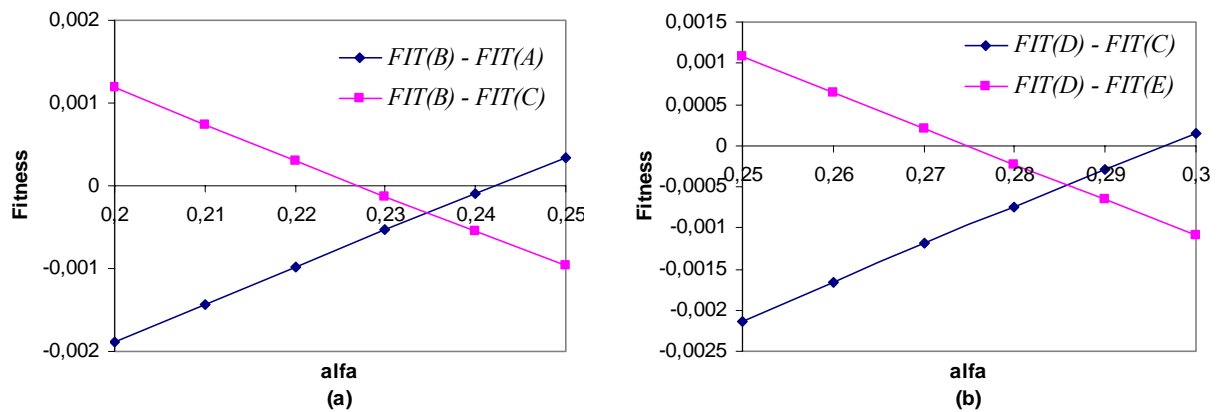 0,002
0,001
0
-0,001
-0,002
Fitness
0,2 0,21 0,22 0,23 0,24 0,25
FIT(B) - FIT(A)
FIT(B) - FIT(C)
alfa
(a)
0,0015
0,001
0,0005
0
-0,0005
-0,001
-0,0015
-0,002
-0,0025
Fitness
0,25 0,26 0,27 0,28 0,29 0,3
FIT(D) - FIT(C)
FIT(D) - FIT(E)
alfa
(b)